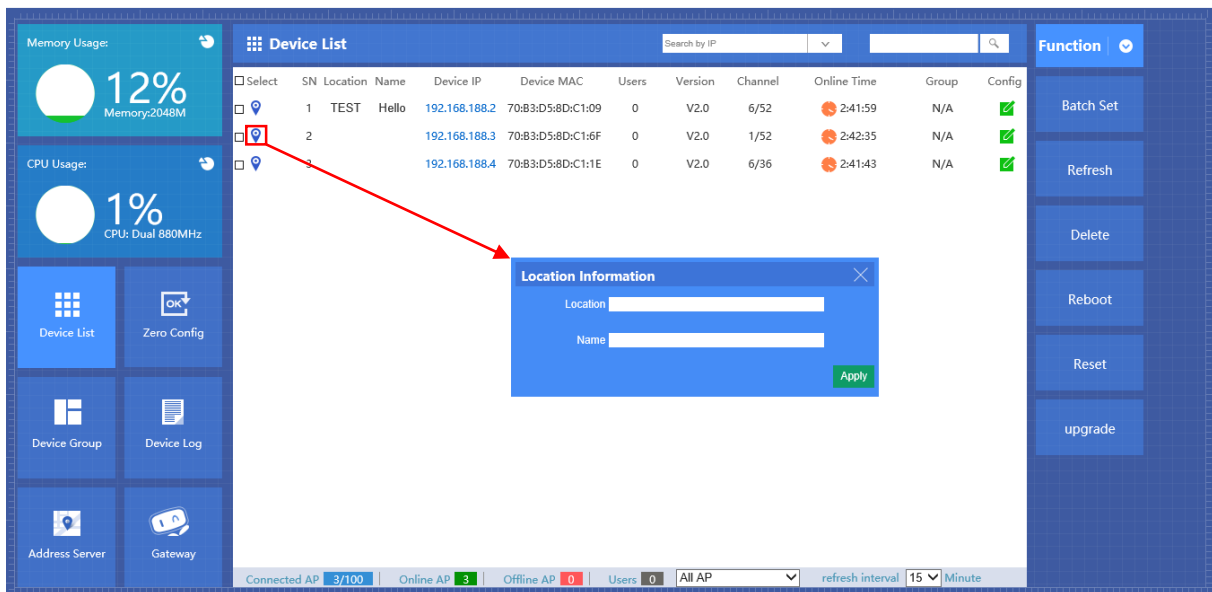 Memory Usage:
12%
Memory:2048M
CPU Usage:
1%
CPU: Dual 880MHz
Device List
Zero Config
Device Group
Device Log
Address Server
Gateway
Device List
Search by IP
Select SN Location Name Device IP Device MAC Users Version Channel Online Time Group Config
1 TEST Hello 192.168.188.2 70:B3:D5:8D:C1:09 0 V2.0 6/52 2:41:59 N/A
2 192.168.188.3 70:B3:D5:8D:C1:6F 0 V2.0 1/52 2:42:35 N/A
3 192.168.188.4 70:B3:D5:8D:C1:1E 0 V2.0 6/36 2:41:43 N/A
Location Information
Location
Name
Apply
Connected AP 3/100 Online AP 3 Offline AP 0 Users 0 All AP refresh interval 15 Minute
Function
Batch Set
Refresh
Delete
Reboot
Reset
upgrade